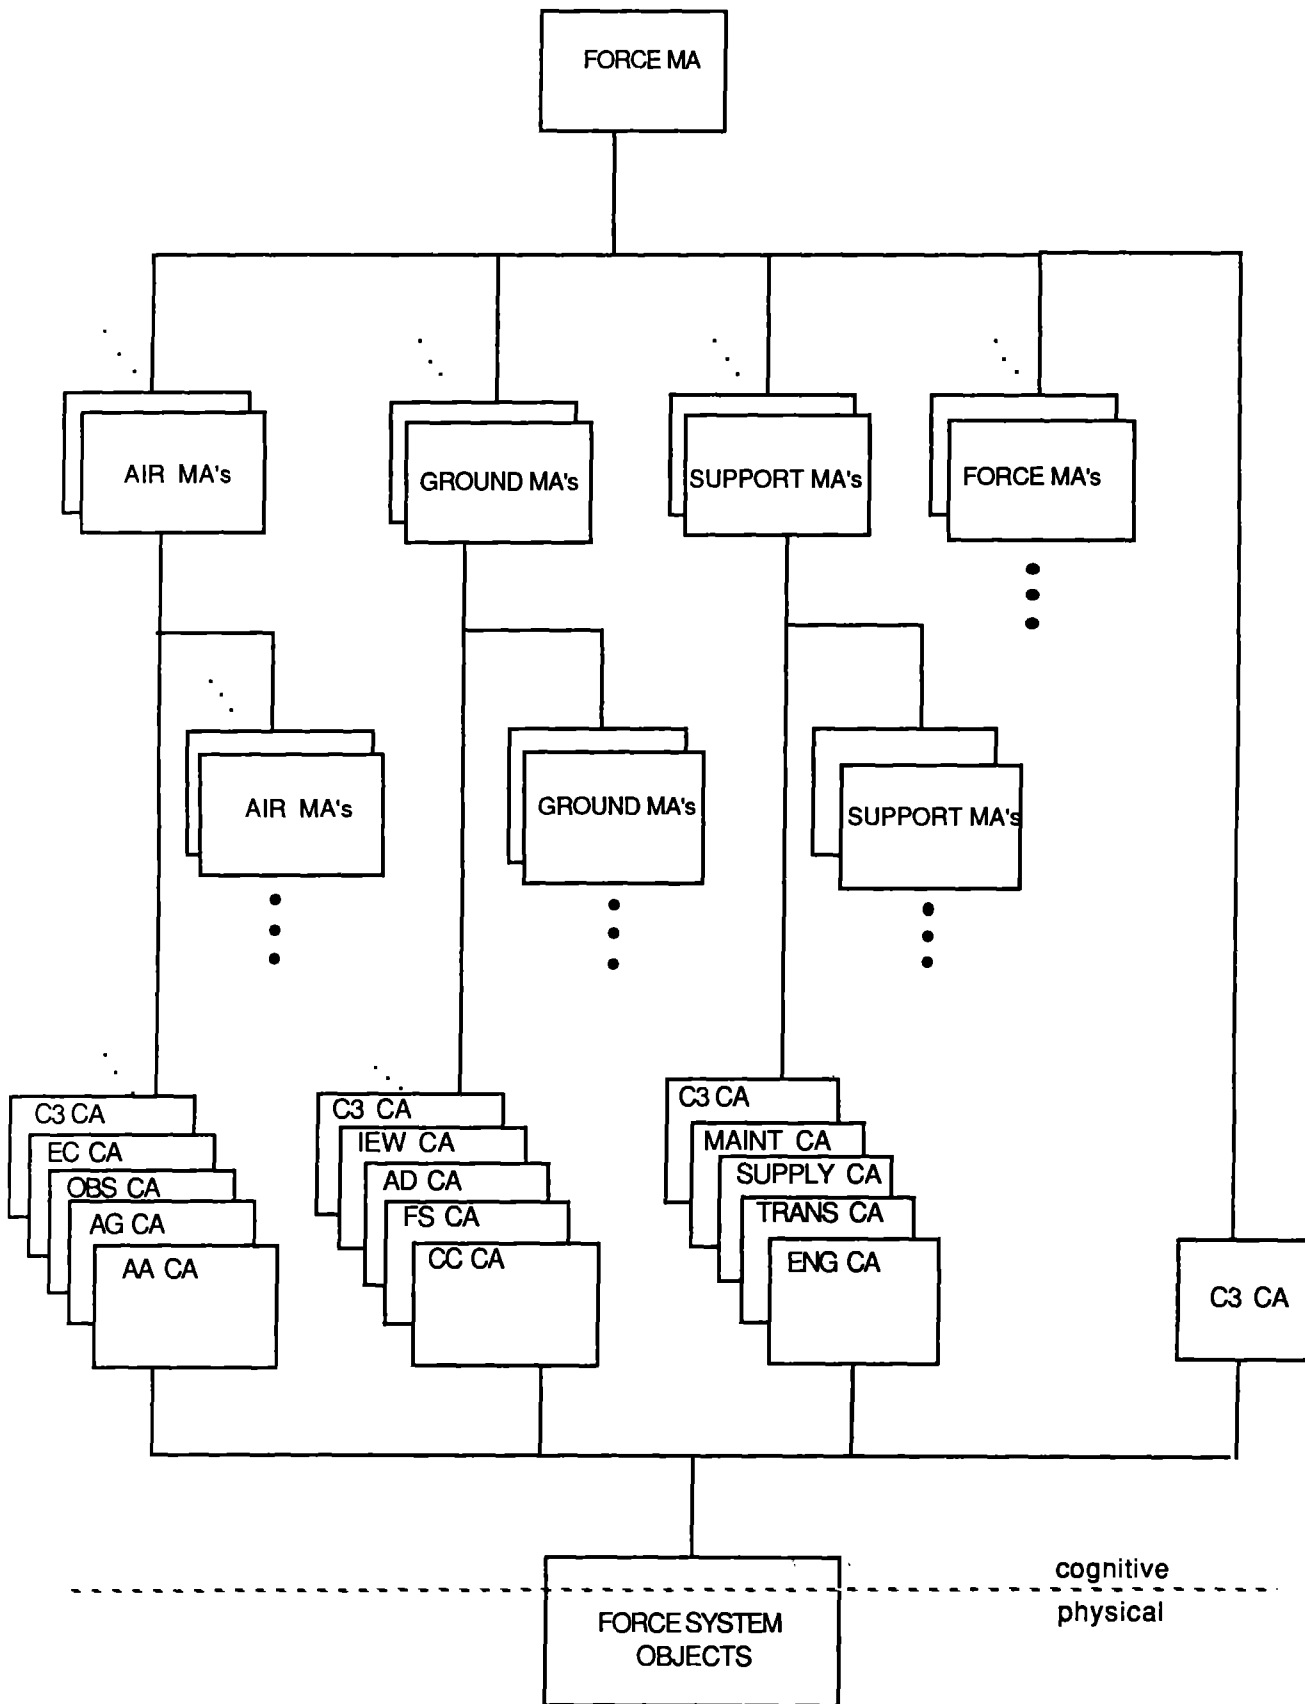 FORCE MA
AIR MA's
GROUND MA's
SUPPORT MA's
FORCE MA's
AIR MA's
GROUND MA's
SUPPORT MA's
C3 CA
EC CA
OBS CA
AG CA
AA CA
C3 CA
IEW CA
AD CA
FS CA
CC CA
C3 CA
MAINT CA
SUPPLY CA
TRANS CA
ENG CA
C3 CA
cognitive
physical
FORCE SYSTEM
OBJECTS